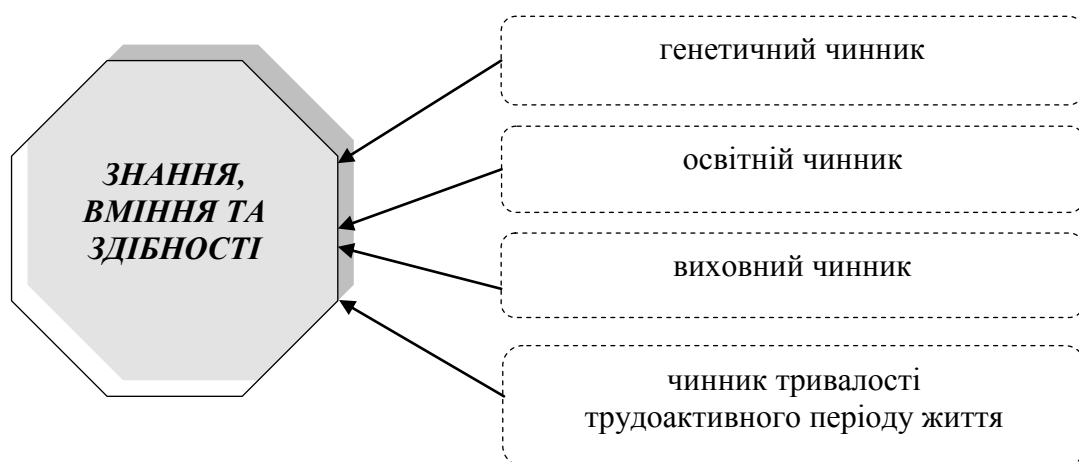 ЗНАННЯ,
ВМІННЯ ТА
ЗДІБНОСТІ
генетичний чинник
освітній чинник
виховний чинник
чинник тривалості
трудоактивного періоду життя